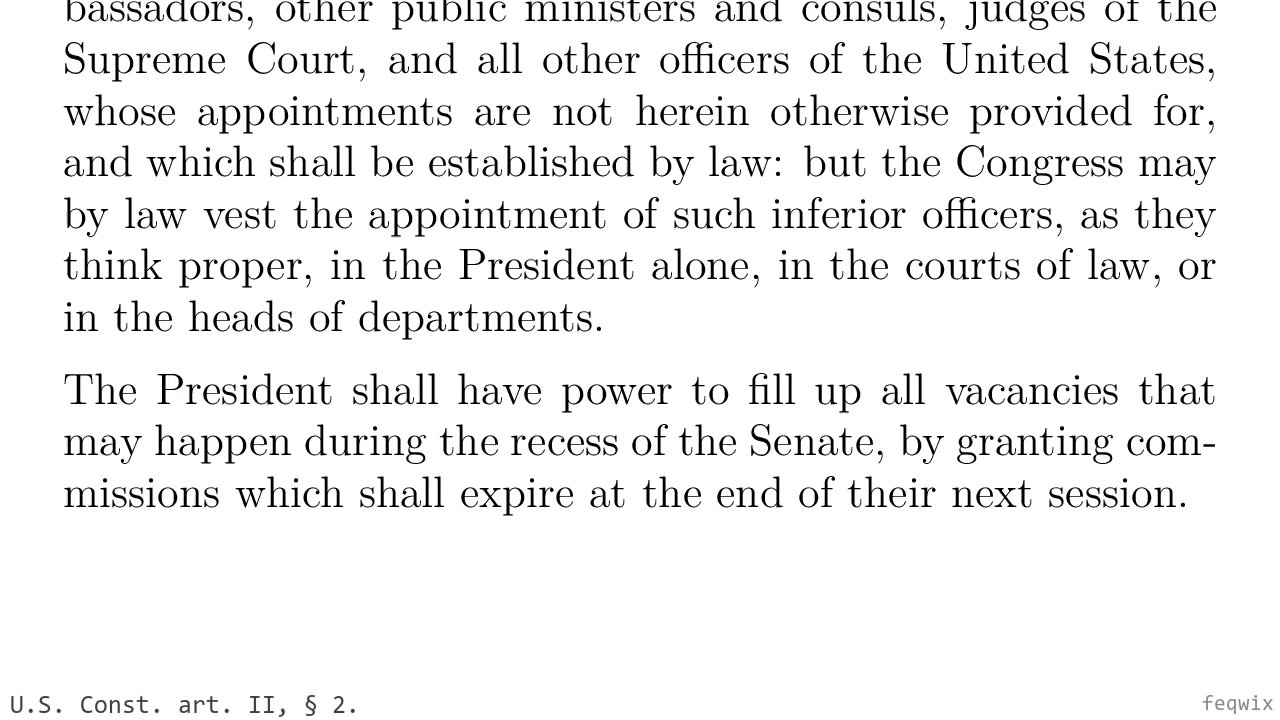 bassadors, other public ministers and consuls, judges of the
Supreme Court, and all other officers of the United States,
whose appointments are not herein otherwise provided for,
and which shall be established by law: but the Congress may
by law vest the appointment of such inferior officers, as they
think proper, in the President alone, in the courts of law, or
in the heads of departments.
The President shall have power to fill up all vacancies that
may happen during the recess of the Senate, by granting com-
missions which shall expire at the end of their next session.
U.S. Const. art. II, § 2.
feqwix